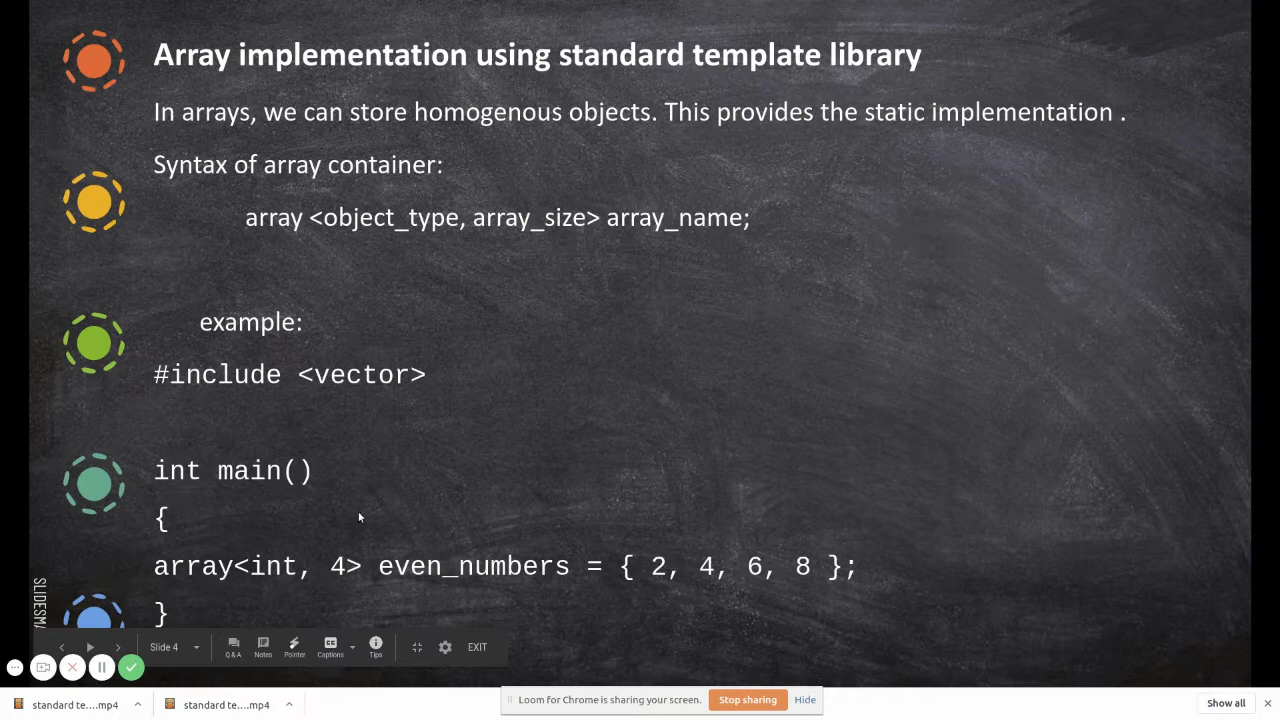 Array implementation using standard template library
In arrays, we can store homogenous objects. This provides the static implementation .
Syntax of array container:
array <object_type, array_size> array_name;
example:
#include <vector>
int main()
{
array<int, 4> even_numbers = { 2, 4, 6, 8 };
}
Slide 4
Q & A
Notes
Pointer
Captions
Tips
EXIT
standard te....mp4
standard te....mp4
Loom for Chrome is sharing your screen.
Stop sharing
Hide
Show all